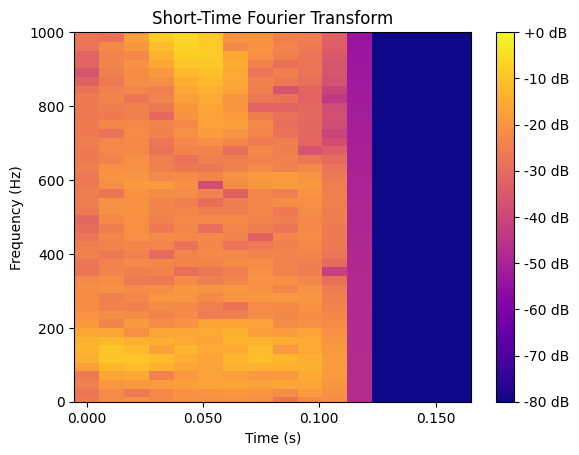 Short-Time Fourier Transform
1000
800
600
400
200
0
Frequency (Hz)
0.000
0.050
0.100
0.150
Time (s)
+0 dB
-10 dB
-20 dB
-30 dB
-40 dB
-50 dB
-60 dB
-70 dB
-80 dB